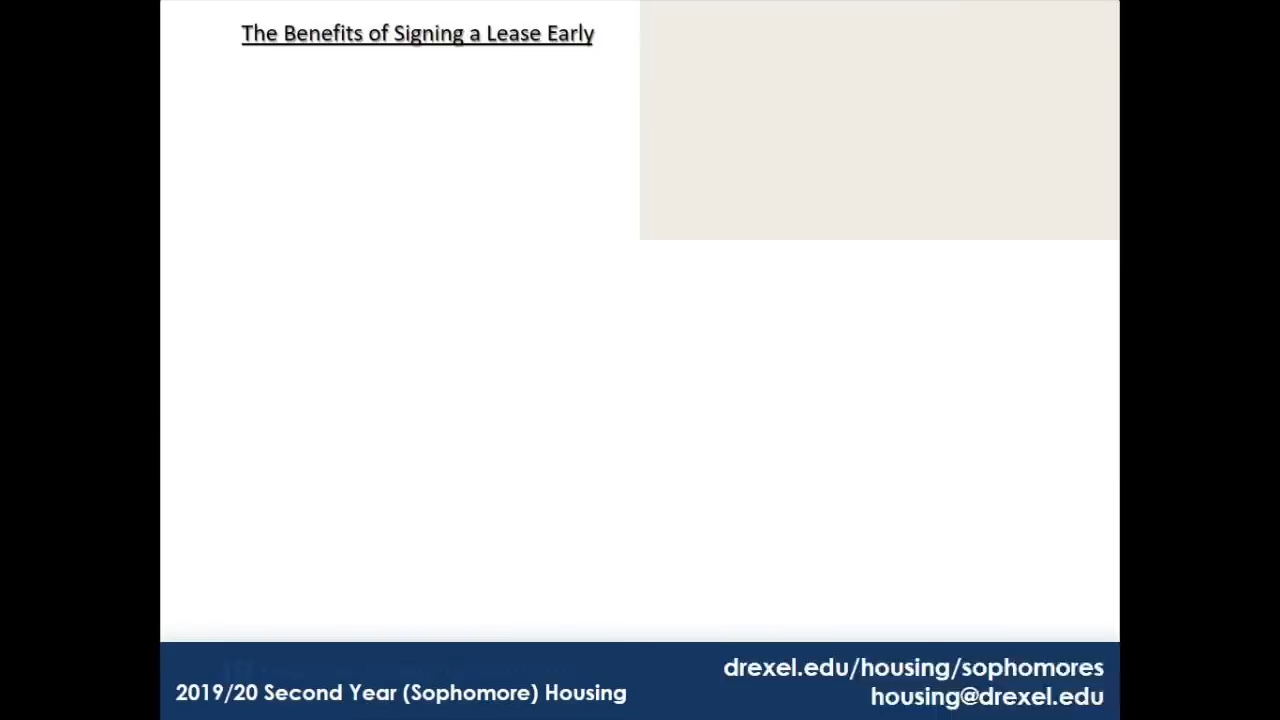 The Benefits of Signing a Lease Early
2019/20 Second Year (Sophomore) Housing
drexel.edu/housing/sophomores
housing@drexel.edu